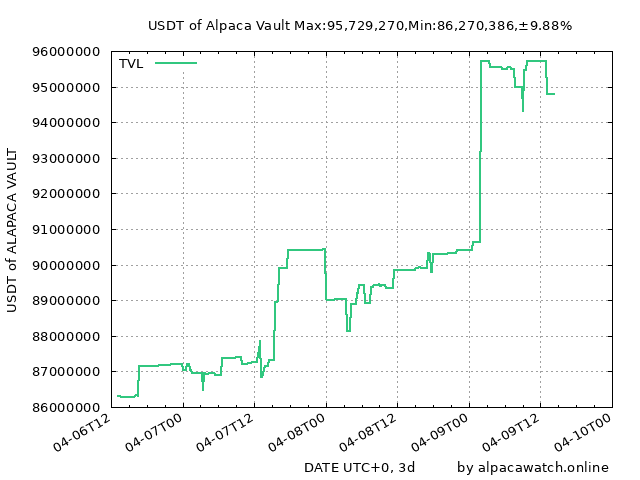 USDT of Alpaca Vault Max:95,729,270,Min:86,270,386,±9.88%
TVL
96000000
95000000
94000000
93000000
92000000
91000000
90000000
89000000
88000000
87000000
86000000
USDT of ALAPACA VAULT
04-06T12
04-07T00
04-07T12
04-08T00
04-08T12
04-09T00
04-09T12
04-10T00
DATE UTC+0, 3d
by alpacawatch.online